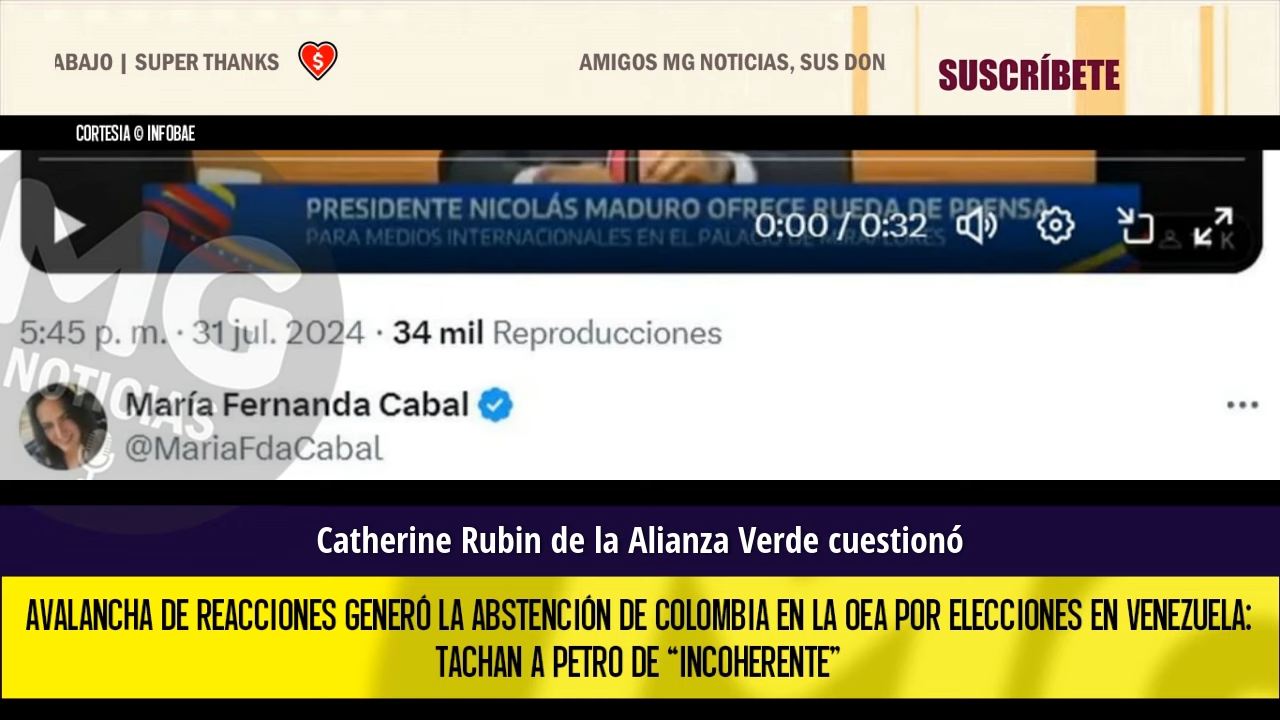 ABAJO | SUPER THANKS
AMIGOS MG NOTICIAS, SUS DON
SUSCRÍBETE
CORTESIA © INFOBAE
PRESIDENTE NICOLÁS MADURO OFRECE RUEDA DE PRENSA
PARA MEDIOS INTERNACIONALES EN EL PALACIO DE MIRAFLORES
0:00 / 0:32
5:45 p. m. · 31 jul. 2024 · 34 mil Reproducciones
MG
NOTICIAS
María Fernanda Cabal
@MariaFdaCabal
Catherine Rubin de la Alianza Verde cuestionó
AVALANCHA DE REACCIONES GENERÓ LA ABSTENCIÓN DE COLOMBIA EN LA OEA POR ELECCIONES EN VENEZUELA:
TACHAN A PETRO DE “INCOHERENTE”